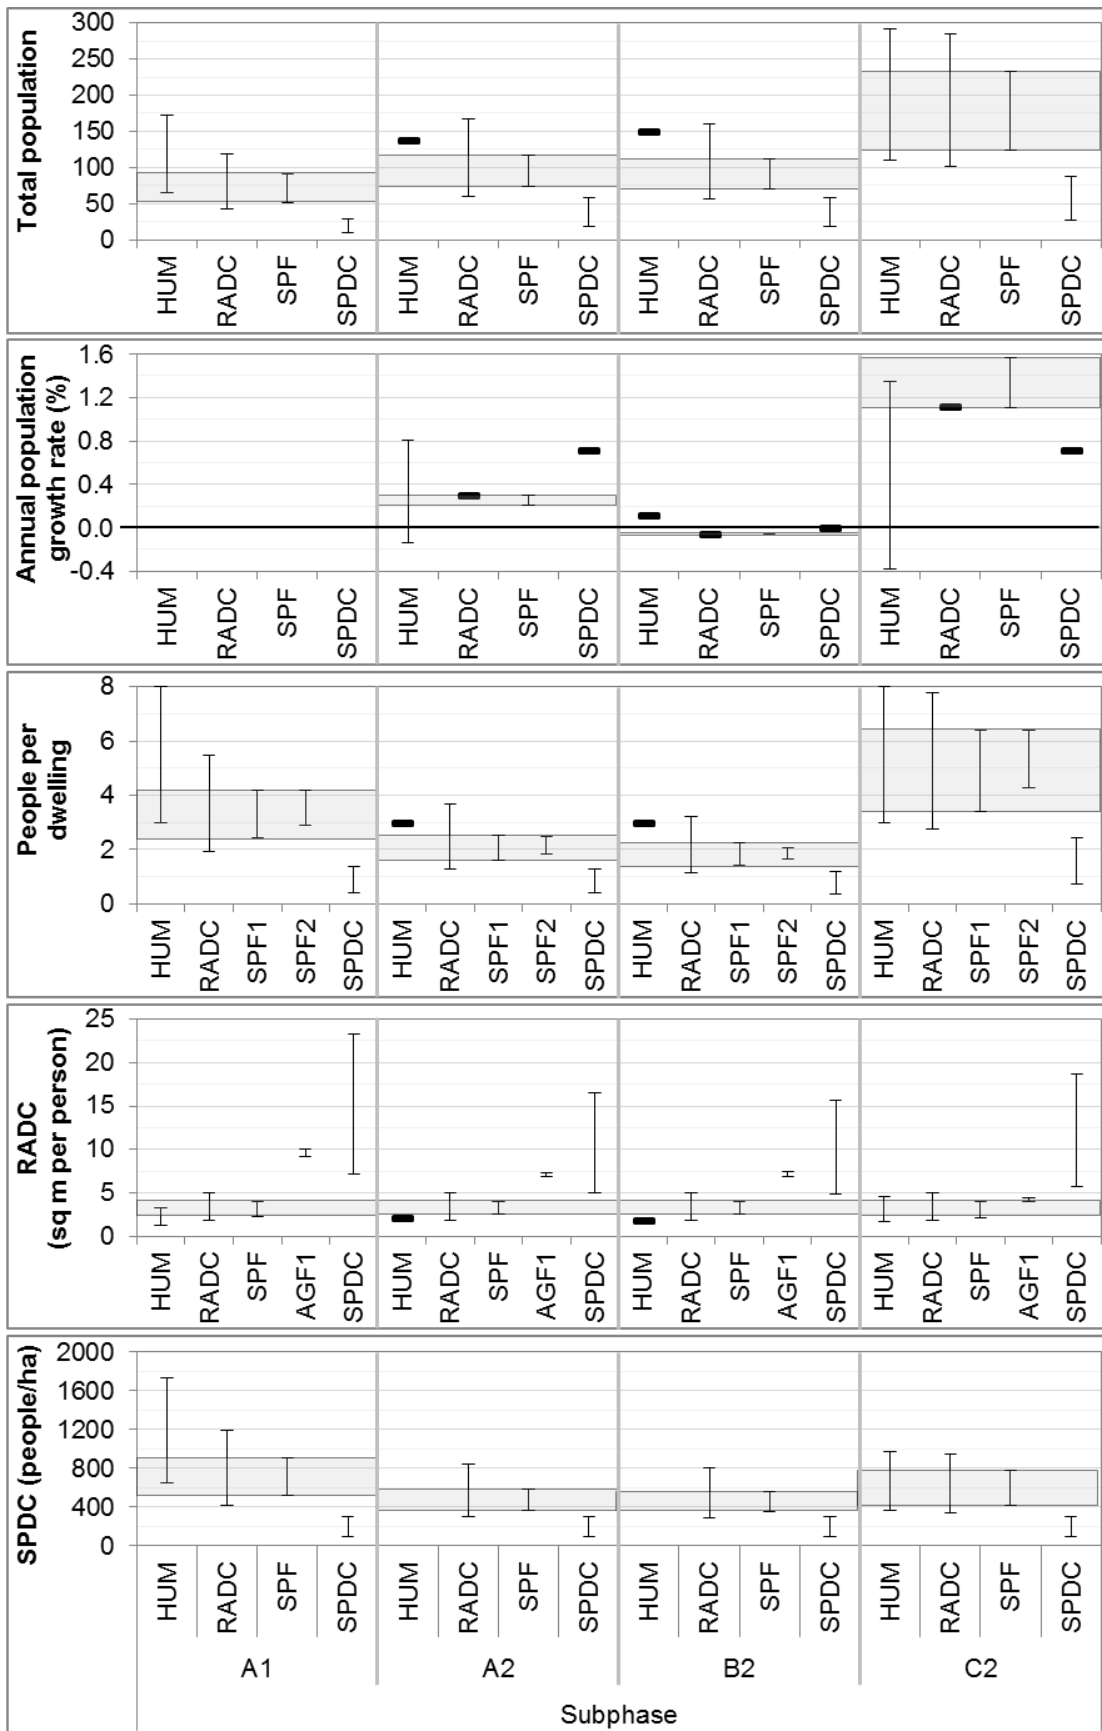 Total population
300
250
200
150
100
50
0
HUM RADC SPF SPDC HUM RADC SPF SPDC HUM RADC SPF SPDC HUM RADC SPF SPDC
Annual population
growth rate (%)
1.6
1.2
0.8
0.4
0.0
-0.4
HUM RADC SPF SPDC HUM RADC SPF SPDC HUM RADC SPF SPDC HUM RADC SPF SPDC
People per
dwelling
8
6
4
2
0
HUM RADC SPF1 SPF2 SPDC HUM RADC SPF1 SPF2 SPDC HUM RADC SPF1 SPF2 SPDC HUM RADC SPF1 SPF2 SPDC
RADC
(sq m per person)
25
20
15
10
5
0
HUM RADC SPF AGF1 SPDC HUM RADC SPF AGF1 SPDC HUM RADC SPF AGF1 SPDC HUM RADC SPF AGF1 SPDC
SPDC (people/ha)
2000
1600
1200
800
400
0
HUM RADC SPF SPDC HUM RADC SPF SPDC HUM RADC SPF SPDC HUM RADC SPF SPDC
A1 A2 B2 C2
Subphase